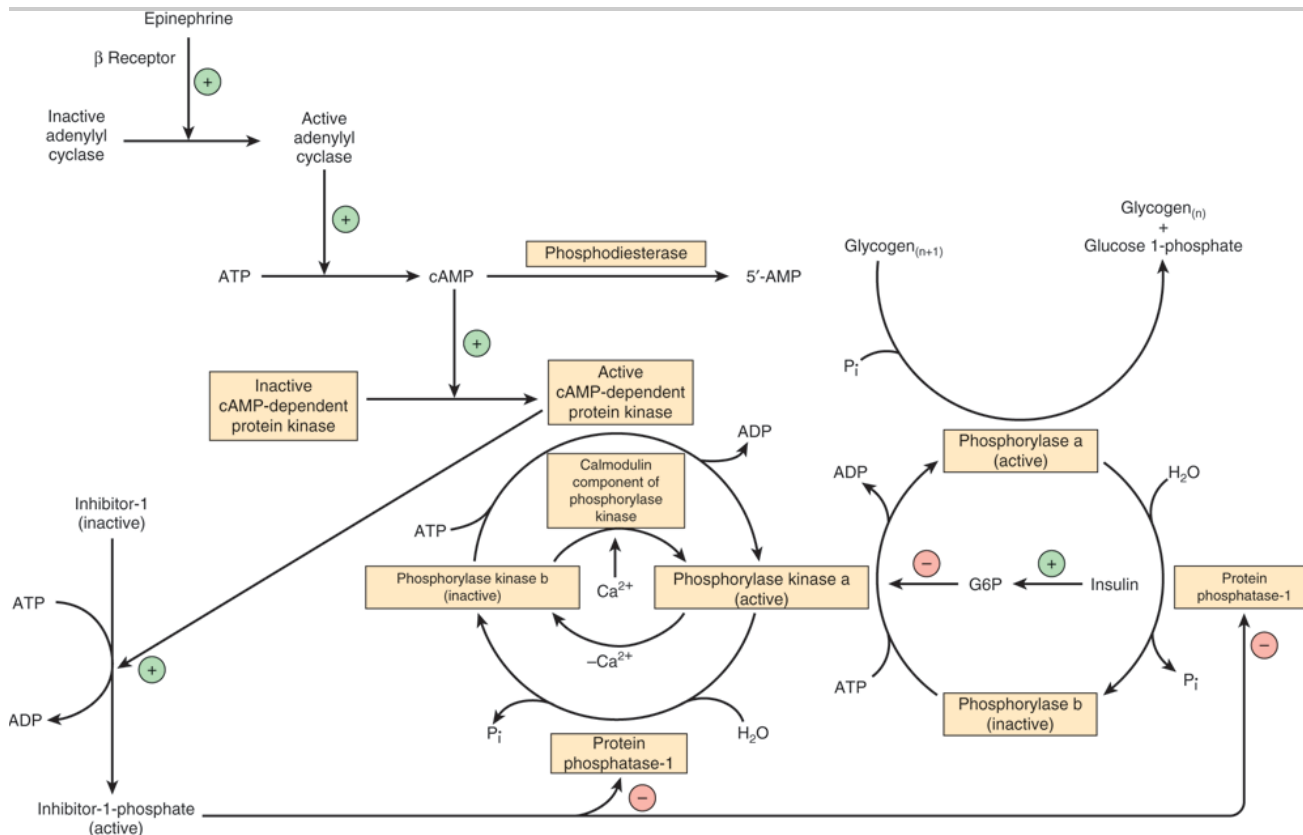 Epinephrine
β Receptor
+
Inactive
adenylyl
cyclase
Active
adenylyl
cyclase
+
ATP
cAMP
Phosphodiesterase
5′-AMP
+
Inactive
cAMP-dependent
protein kinase
Active
cAMP-dependent
protein kinase
Glycogen(n+1)
Glycogen(n)
+
Glucose 1-phosphate
Pi
Inhibitor-1
(inactive)
ATP
+
ADP
Inhibitor-1-phosphate
(active)
ADP
Calmodulin
component of
phosphorylase
kinase
ATP
Phosphorylase kinase b
(inactive)
Ca2+
Phosphorylase kinase a
(active)
–Ca2+
Pi
H2O
Protein
phosphatase-1
−
Phosphorylase a
(active)
ADP
H2O
−
G6P
+
Insulin
Protein
phosphatase-1
−
ATP
Pi
Phosphorylase b
(inactive)